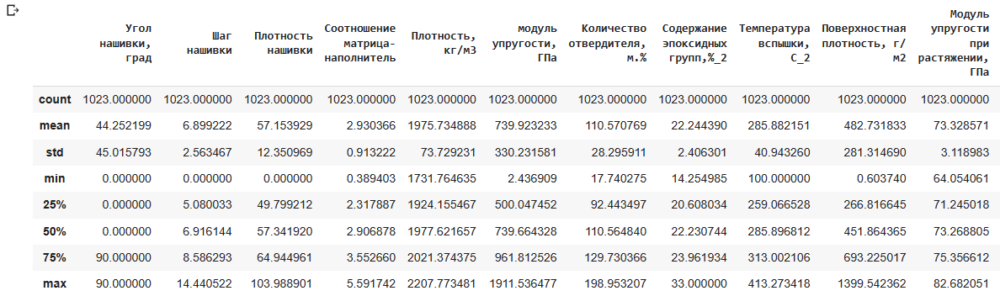 Угол нашивки, град Шаг нашивки Плотность нашивки Соотношение матрица-наполнитель Плотность, кг/м3 модуль упругости, ГПа Количество отвердителя, м.% Содержание эпоксидных групп,%_2 Температура вспышки, С_2 Поверхностная плотность, г/м2 Модуль упругости при растяжении, ГПа
count 1023.000000 1023.000000 1023.000000 1023.000000 1023.000000 1023.000000 1023.000000 1023.000000 1023.000000 1023.000000 1023.000000
mean 44.252199 6.899222 57.153929 2.930366 1975.734888 739.923233 110.570769 22.244390 285.882151 482.731833 73.328571
std 45.015793 2.563467 12.350969 0.913222 73.729231 330.231581 28.295911 2.406301 40.943260 281.314690 3.118983
min 0.000000 0.000000 0.000000 0.389403 1731.764635 2.436909 17.740275 14.254985 100.000000 0.603740 64.054061
25% 0.000000 5.080033 49.799212 2.317887 1924.155467 500.047452 92.443497 20.608034 259.066528 266.816645 71.245018
50% 0.000000 6.916144 57.341920 2.906878 1977.621657 739.664328 110.564840 22.230744 285.896812 451.864365 73.268805
75% 90.000000 8.586293 64.944961 3.552660 2021.374375 961.812526 129.730366 23.961934 313.002106 693.225017 75.356612
max 90.000000 14.440522 103.988901 5.591742 2207.773481 1911.536477 198.953207 33.000000 413.273418 1399.542362 82.682051